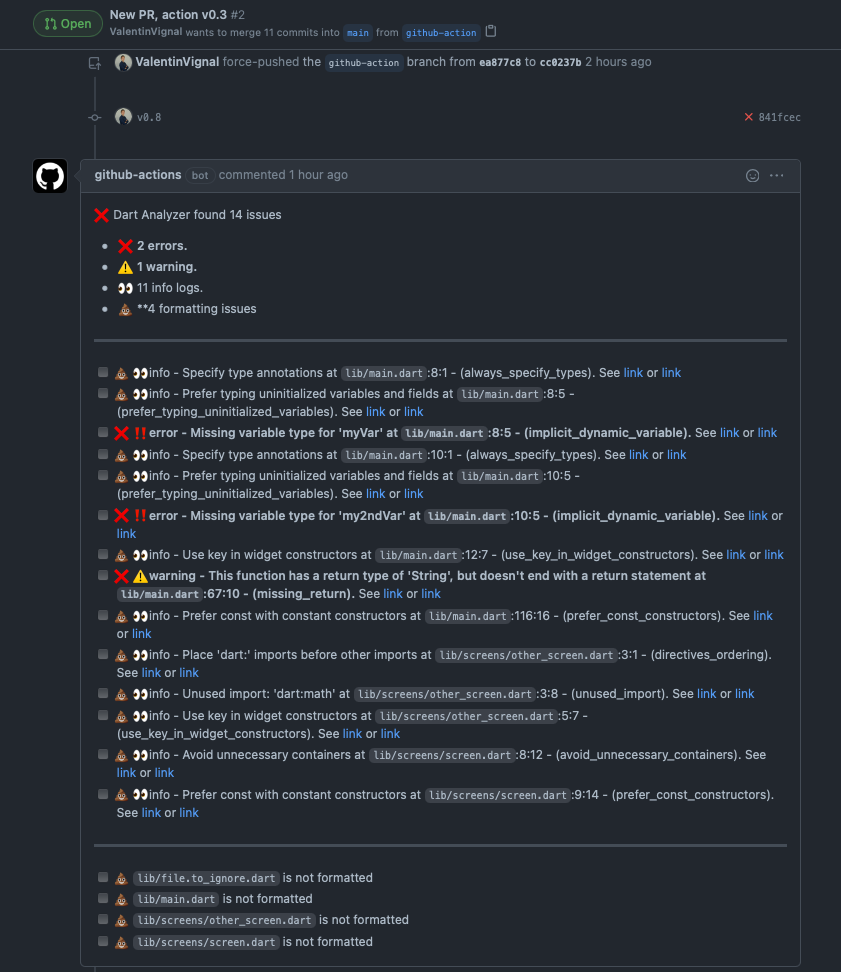 Open
New PR, action v0.3 #2
ValentinVignal wants to merge 11 commits into main from github-action
ValentinVignal force-pushed the github-action branch from ea877c8 to cc0237b 2 hours ago
v0.8
841fcec
github-actions bot commented 1 hour ago
❌ Dart Analyzer found 14 issues
• ❌ 2 errors.
• ⚠️ 1 warning.
• 👀 11 info logs.
• 💩 **4 formatting issues
💩 👀info - Specify type annotations at lib/main.dart:8:1 - (always_specify_types). See link or link
💩 👀info - Prefer typing uninitialized variables and fields at lib/main.dart:8:5 -
(prefer_typing_uninitialized_variables). See link or link
❌ ‼️error - Missing variable type for 'myVar' at lib/main.dart:8:5 - (implicit_dynamic_variable). See link or link
💩 👀info - Specify type annotations at lib/main.dart:10:1 - (always_specify_types). See link or link
💩 👀info - Prefer typing uninitialized variables and fields at lib/main.dart:10:5 -
(prefer_typing_uninitialized_variables). See link or link
❌ ‼️error - Missing variable type for 'my2ndVar' at lib/main.dart:10:5 - (implicit_dynamic_variable). See link or
link
💩 👀info - Use key in widget constructors at lib/main.dart:12:7 - (use_key_in_widget_constructors). See link or link
❌ ⚠️warning - This function has a return type of 'String', but doesn't end with a return statement at
lib/main.dart:67:10 - (missing_return). See link or link
💩 👀info - Prefer const with constant constructors at lib/main.dart:116:16 - (prefer_const_constructors). See link
or link
💩 👀info - Place 'dart:' imports before other imports at lib/screens/other_screen.dart:3:1 - (directives_ordering).
See link or link
💩 👀info - Unused import: 'dart:math' at lib/screens/other_screen.dart:3:8 - (unused_import). See link or link
💩 👀info - Use key in widget constructors at lib/screens/other_screen.dart:5:7 -
(use_key_in_widget_constructors). See link or link
💩 👀info - Avoid unnecessary containers at lib/screens/screen.dart:8:12 - (avoid_unnecessary_containers). See
link or link
💩 👀info - Prefer const with constant constructors at lib/screens/screen.dart:9:14 - (prefer_const_constructors).
See link or link
💩 lib/file.to_ignore.dart is not formatted
💩 lib/main.dart is not formatted
💩 lib/screens/other_screen.dart is not formatted
💩 lib/screens/screen.dart is not formatted